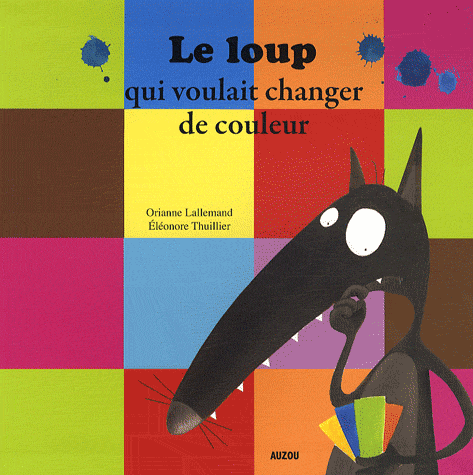 Le loup
qui voulait changer
de couleur
Orianne Lallemand
Éléonore Thuillier
AUZOU